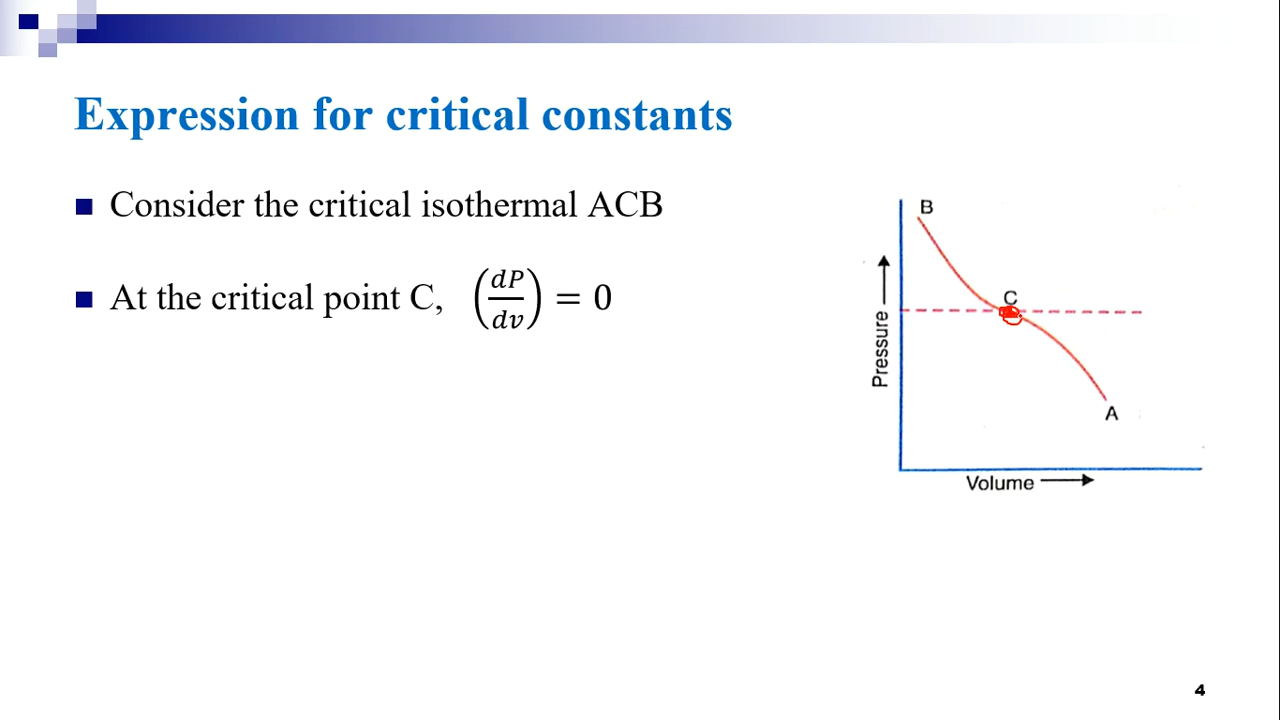 Expression for critical constants
Consider the critical isothermal ACB
At the critical point C, (dP/dv) = 0
B
C
A
Pressure
Volume
4